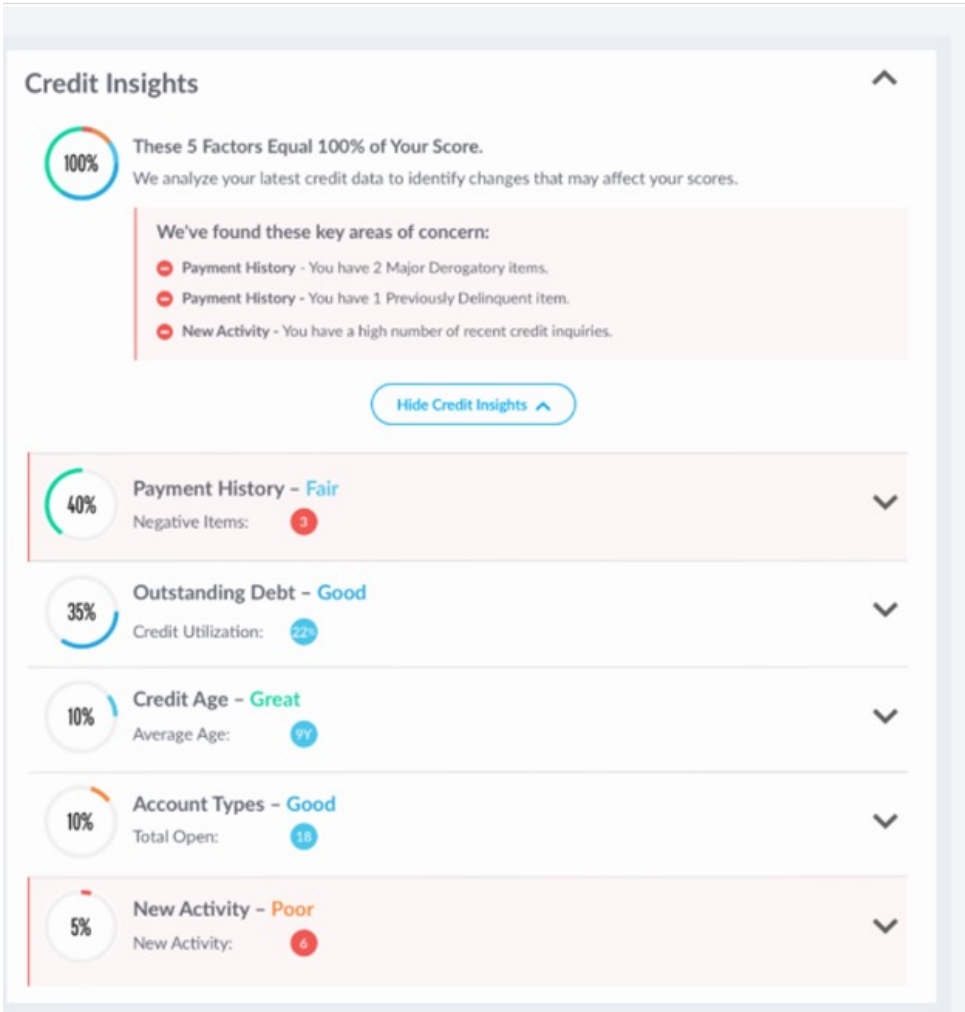 Credit Insights
100%
These 5 Factors Equal 100% of Your Score.
We analyze your latest credit data to identify changes that may affect your scores.
We've found these key areas of concern:
Payment History - You have 2 Major Derogatory items.
Payment History - You have 1 Previously Delinquent item.
New Activity - You have a high number of recent credit inquiries.
Hide Credit Insights
40%
Payment History – Fair
Negative Items: 3
35%
Outstanding Debt – Good
Credit Utilization: 22%
10%
Credit Age – Great
Average Age: 9Y
10%
Account Types – Good
Total Open: 18
5%
New Activity – Poor
New Activity: 6